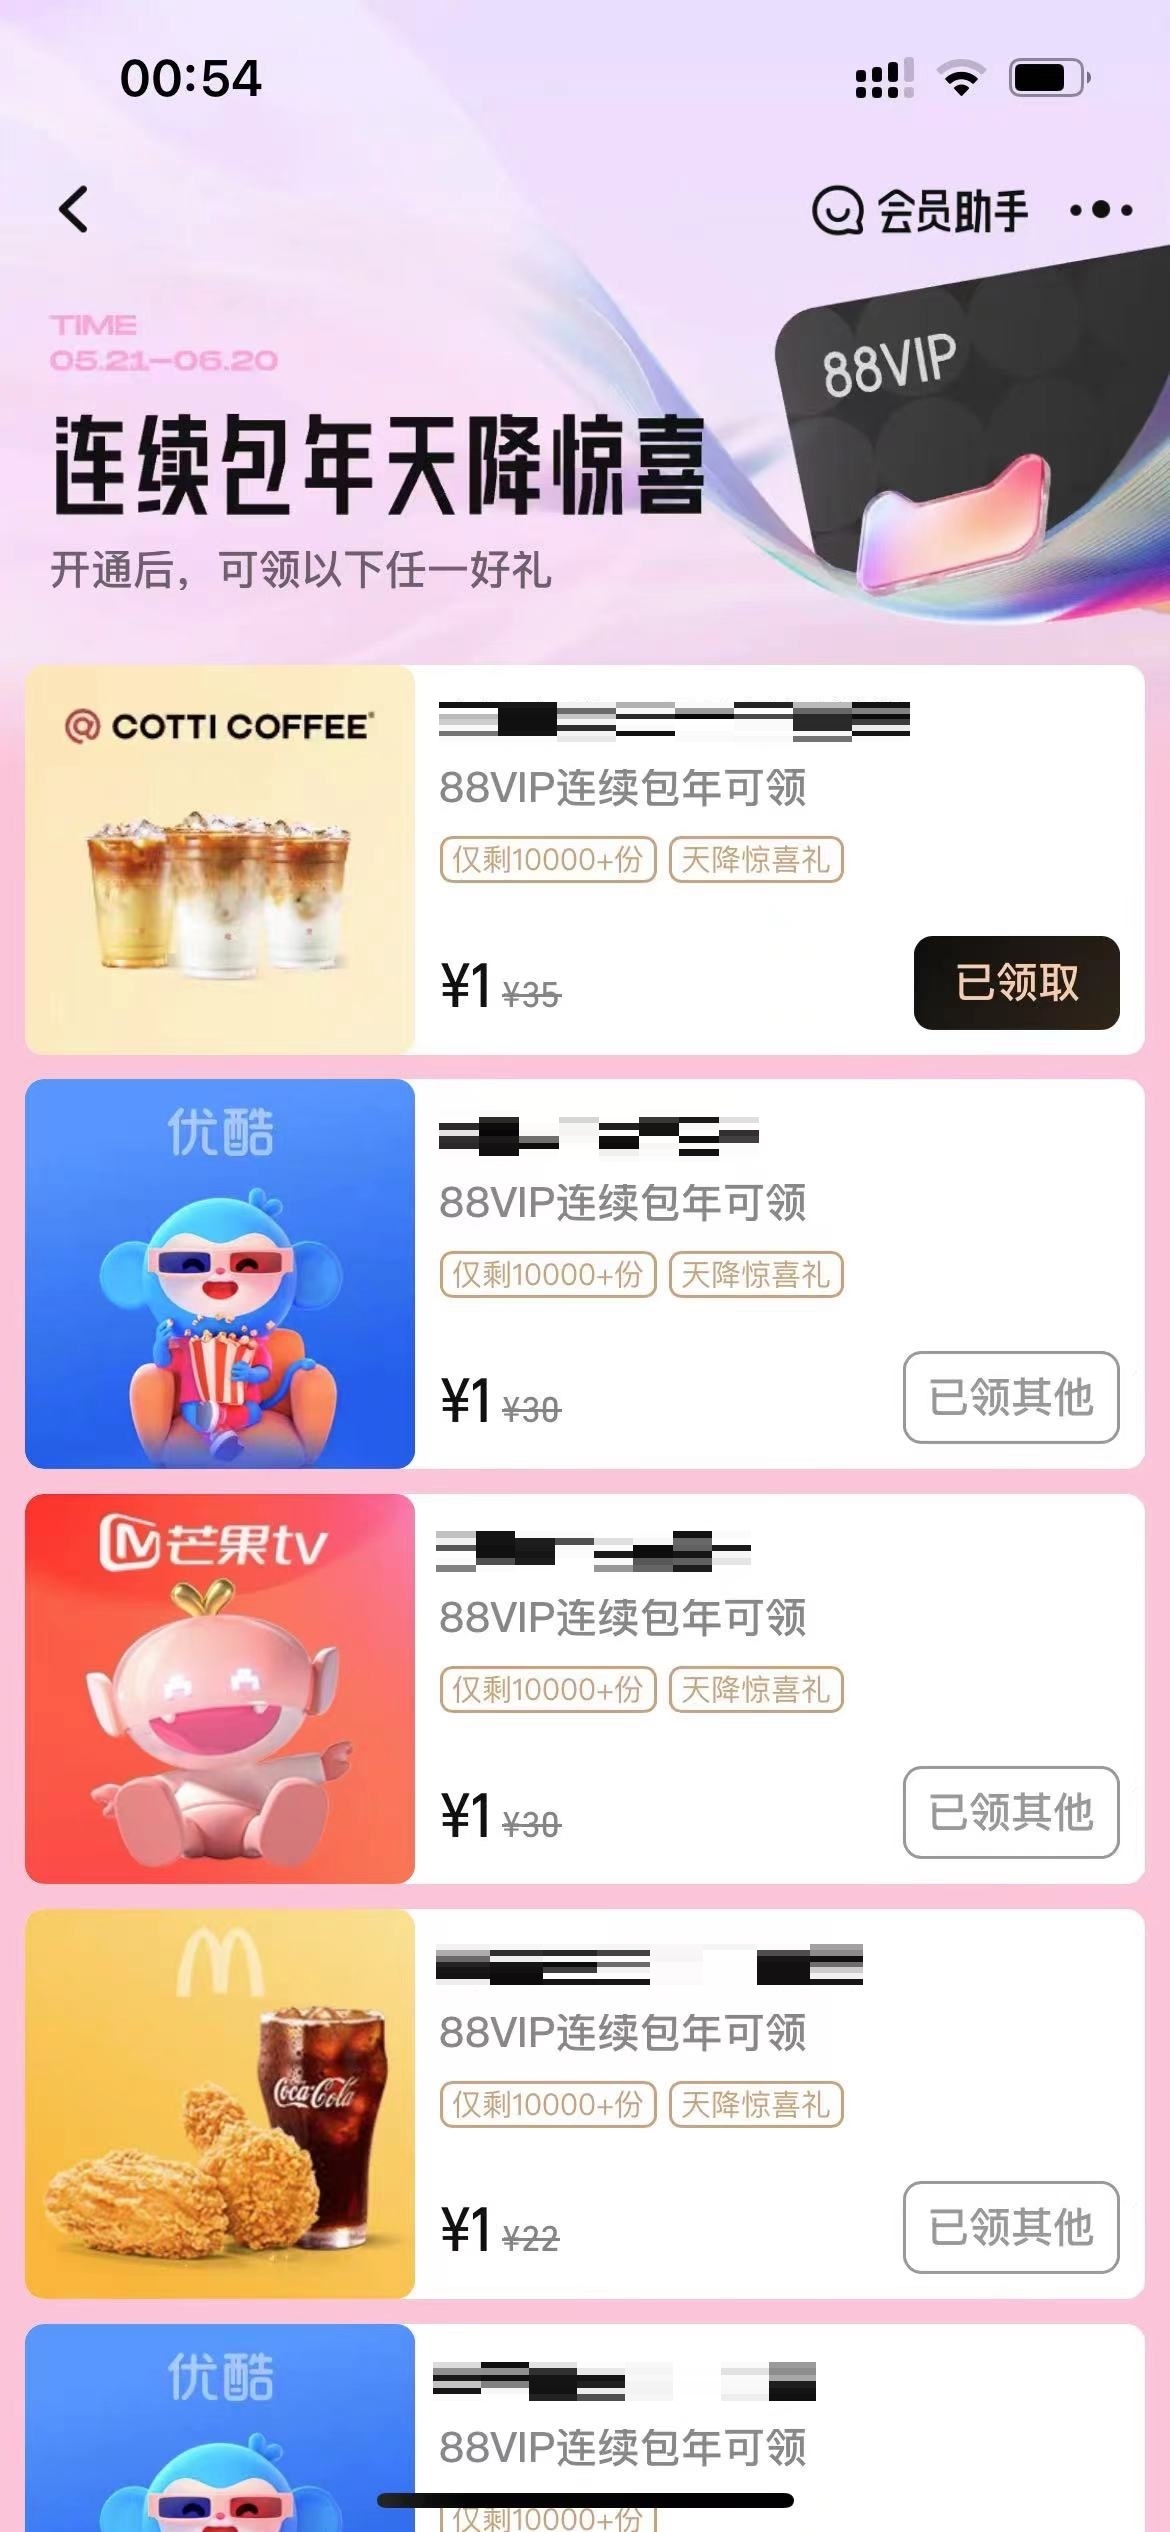 00:54
会员助手
88VIP
TIME
05.21—06.20
连续包年天降惊喜
开通后，可领以下任一好礼
COTTI COFFEE
88VIP连续包年可领
仅剩10000+份 天降惊喜礼
¥1 ¥35
已领取
优酷
88VIP连续包年可领
仅剩10000+份 天降惊喜礼
¥1 ¥30
已领其他
芒果tv
88VIP连续包年可领
仅剩10000+份 天降惊喜礼
¥1 ¥30
已领其他
Coca-Cola
88VIP连续包年可领
仅剩10000+份 天降惊喜礼
¥1 ¥22
已领其他
优酷
88VIP连续包年可领
仅剩10000+份